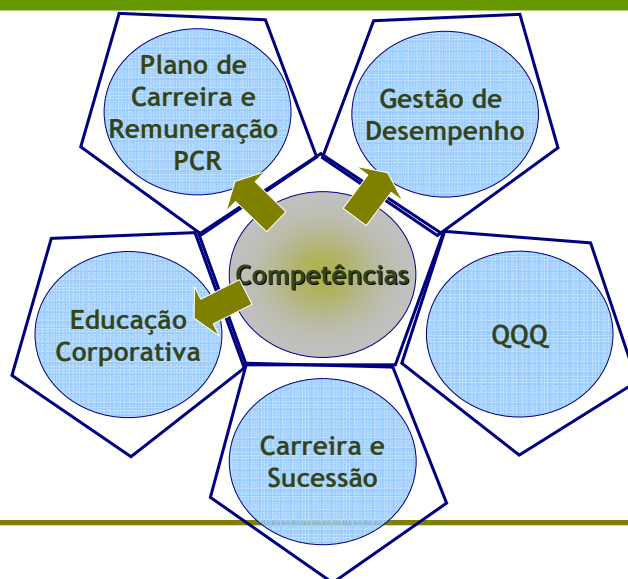 Plano de
Carreira e
Remuneração
PCR
Gestão de
Desempenho
Competências
Educação
Corporativa
QQQ
Carreira e
Sucessão